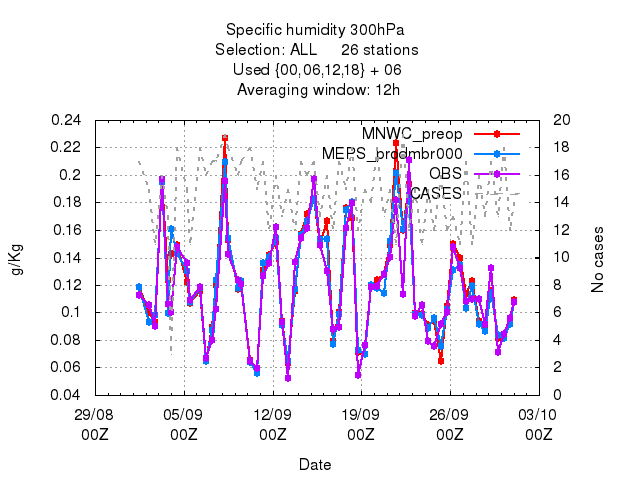 Specific humidity 300hPa
Selection: ALL 26 stations
Used {00,06,12,18} + 06
Averaging window: 12h
0.24
0.22
0.2
0.18
0.16
0.14
0.12
0.1
0.08
0.06
0.04
g/Kg
MNWC_preop
MEPS_prodmbr000
OBS
CASES
20
18
16
14
12
10
8
6
4
2
0
No cases
29/08 05/09 12/09 19/09 26/09 03/10
00Z 00Z 00Z 00Z 00Z 00Z
Date